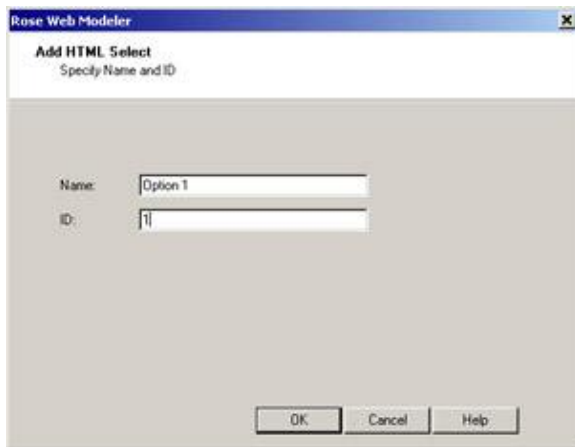 Rose Web Modeler
Add HTML Select
Specify Name and ID
Name: Option 1
ID: 1
OK Cancel Help